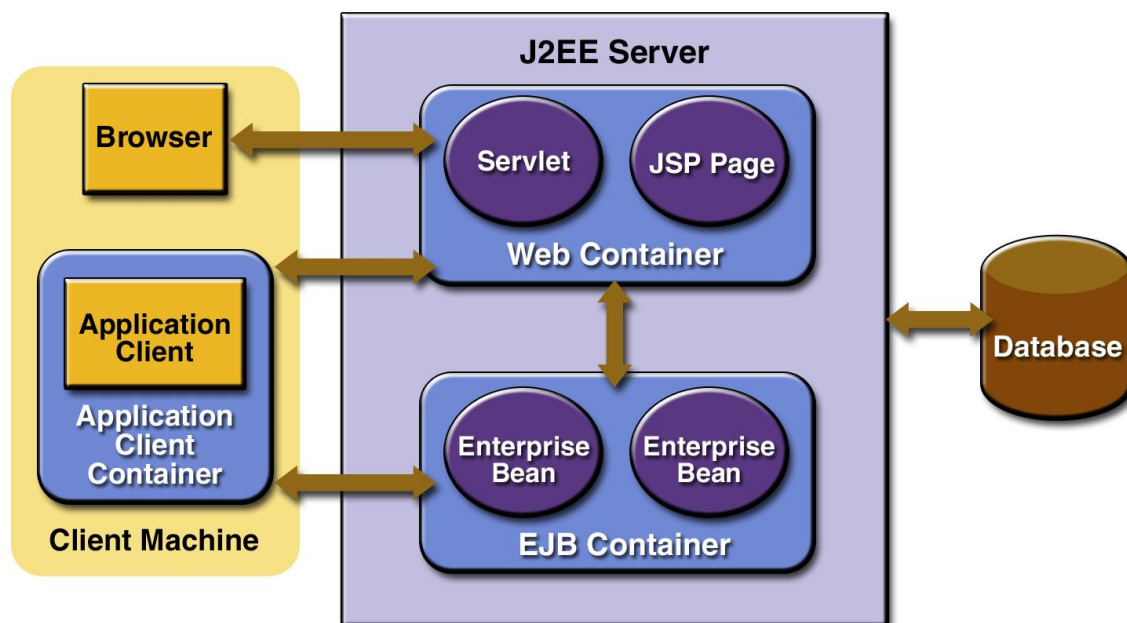 J2EE Server
Browser
Servlet
JSP Page
Web Container
Application
Client
Application
Client
Container
Client Machine
Enterprise
Bean
Enterprise
Bean
EJB Container
Database